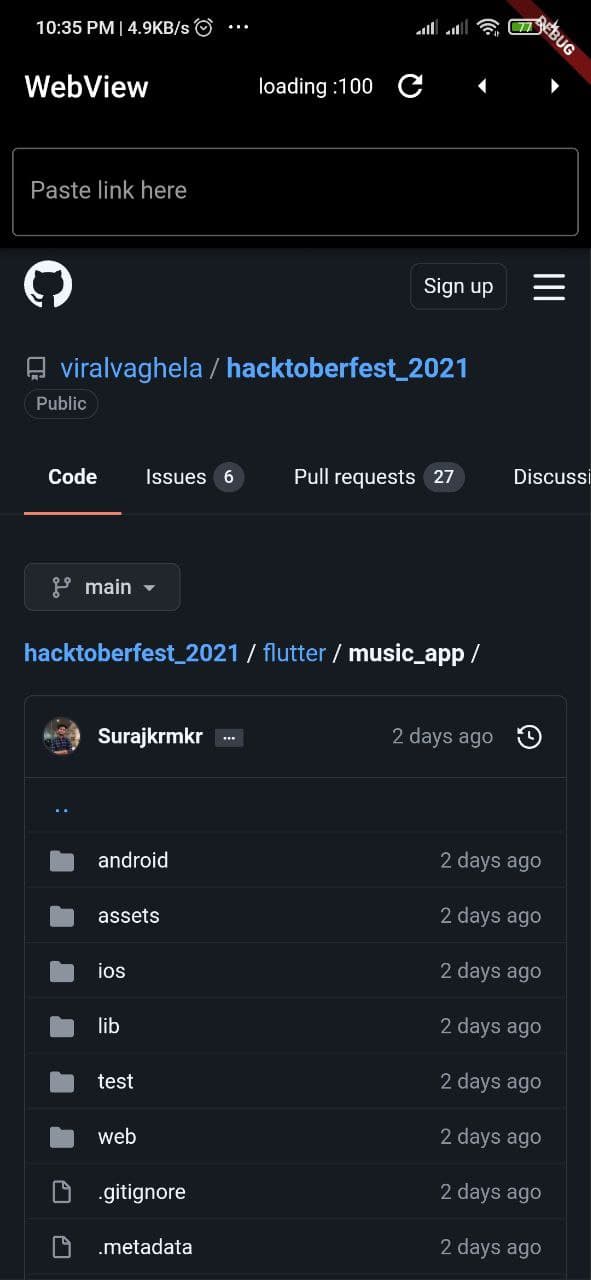 10:35 PM | 4.9KB/s ...
77
DEBUG
WebView loading :100
Paste link here
Sign up
viralvaghela / hacktoberfest_2021
Public
Code Issues 6 Pull requests 27 Discussi
main
hacktoberfest_2021 / flutter / music_app /
Surajkrmkr ... 2 days ago
..
android 2 days ago
assets 2 days ago
ios 2 days ago
lib 2 days ago
test 2 days ago
web 2 days ago
.gitignore 2 days ago
.metadata 2 days ago